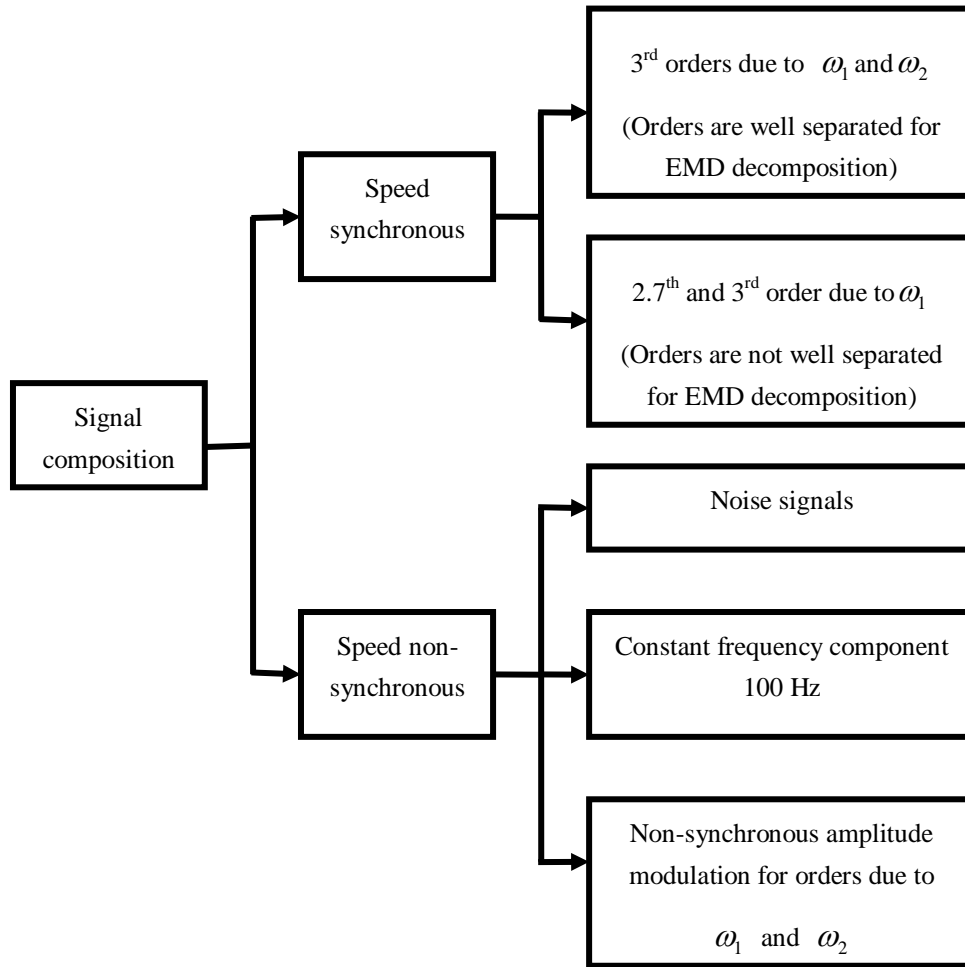 3rd orders due to ω1 and ω2
(Orders are well separated for
EMD decomposition)
Speed
synchronous
2.7th and 3rd order due to ω1
(Orders are not well separated
for EMD decomposition)
Signal
composition
Noise signals
Speed non-
synchronous
Constant frequency component
100 Hz
Non-synchronous amplitude
modulation for orders due to
ω1 and ω2